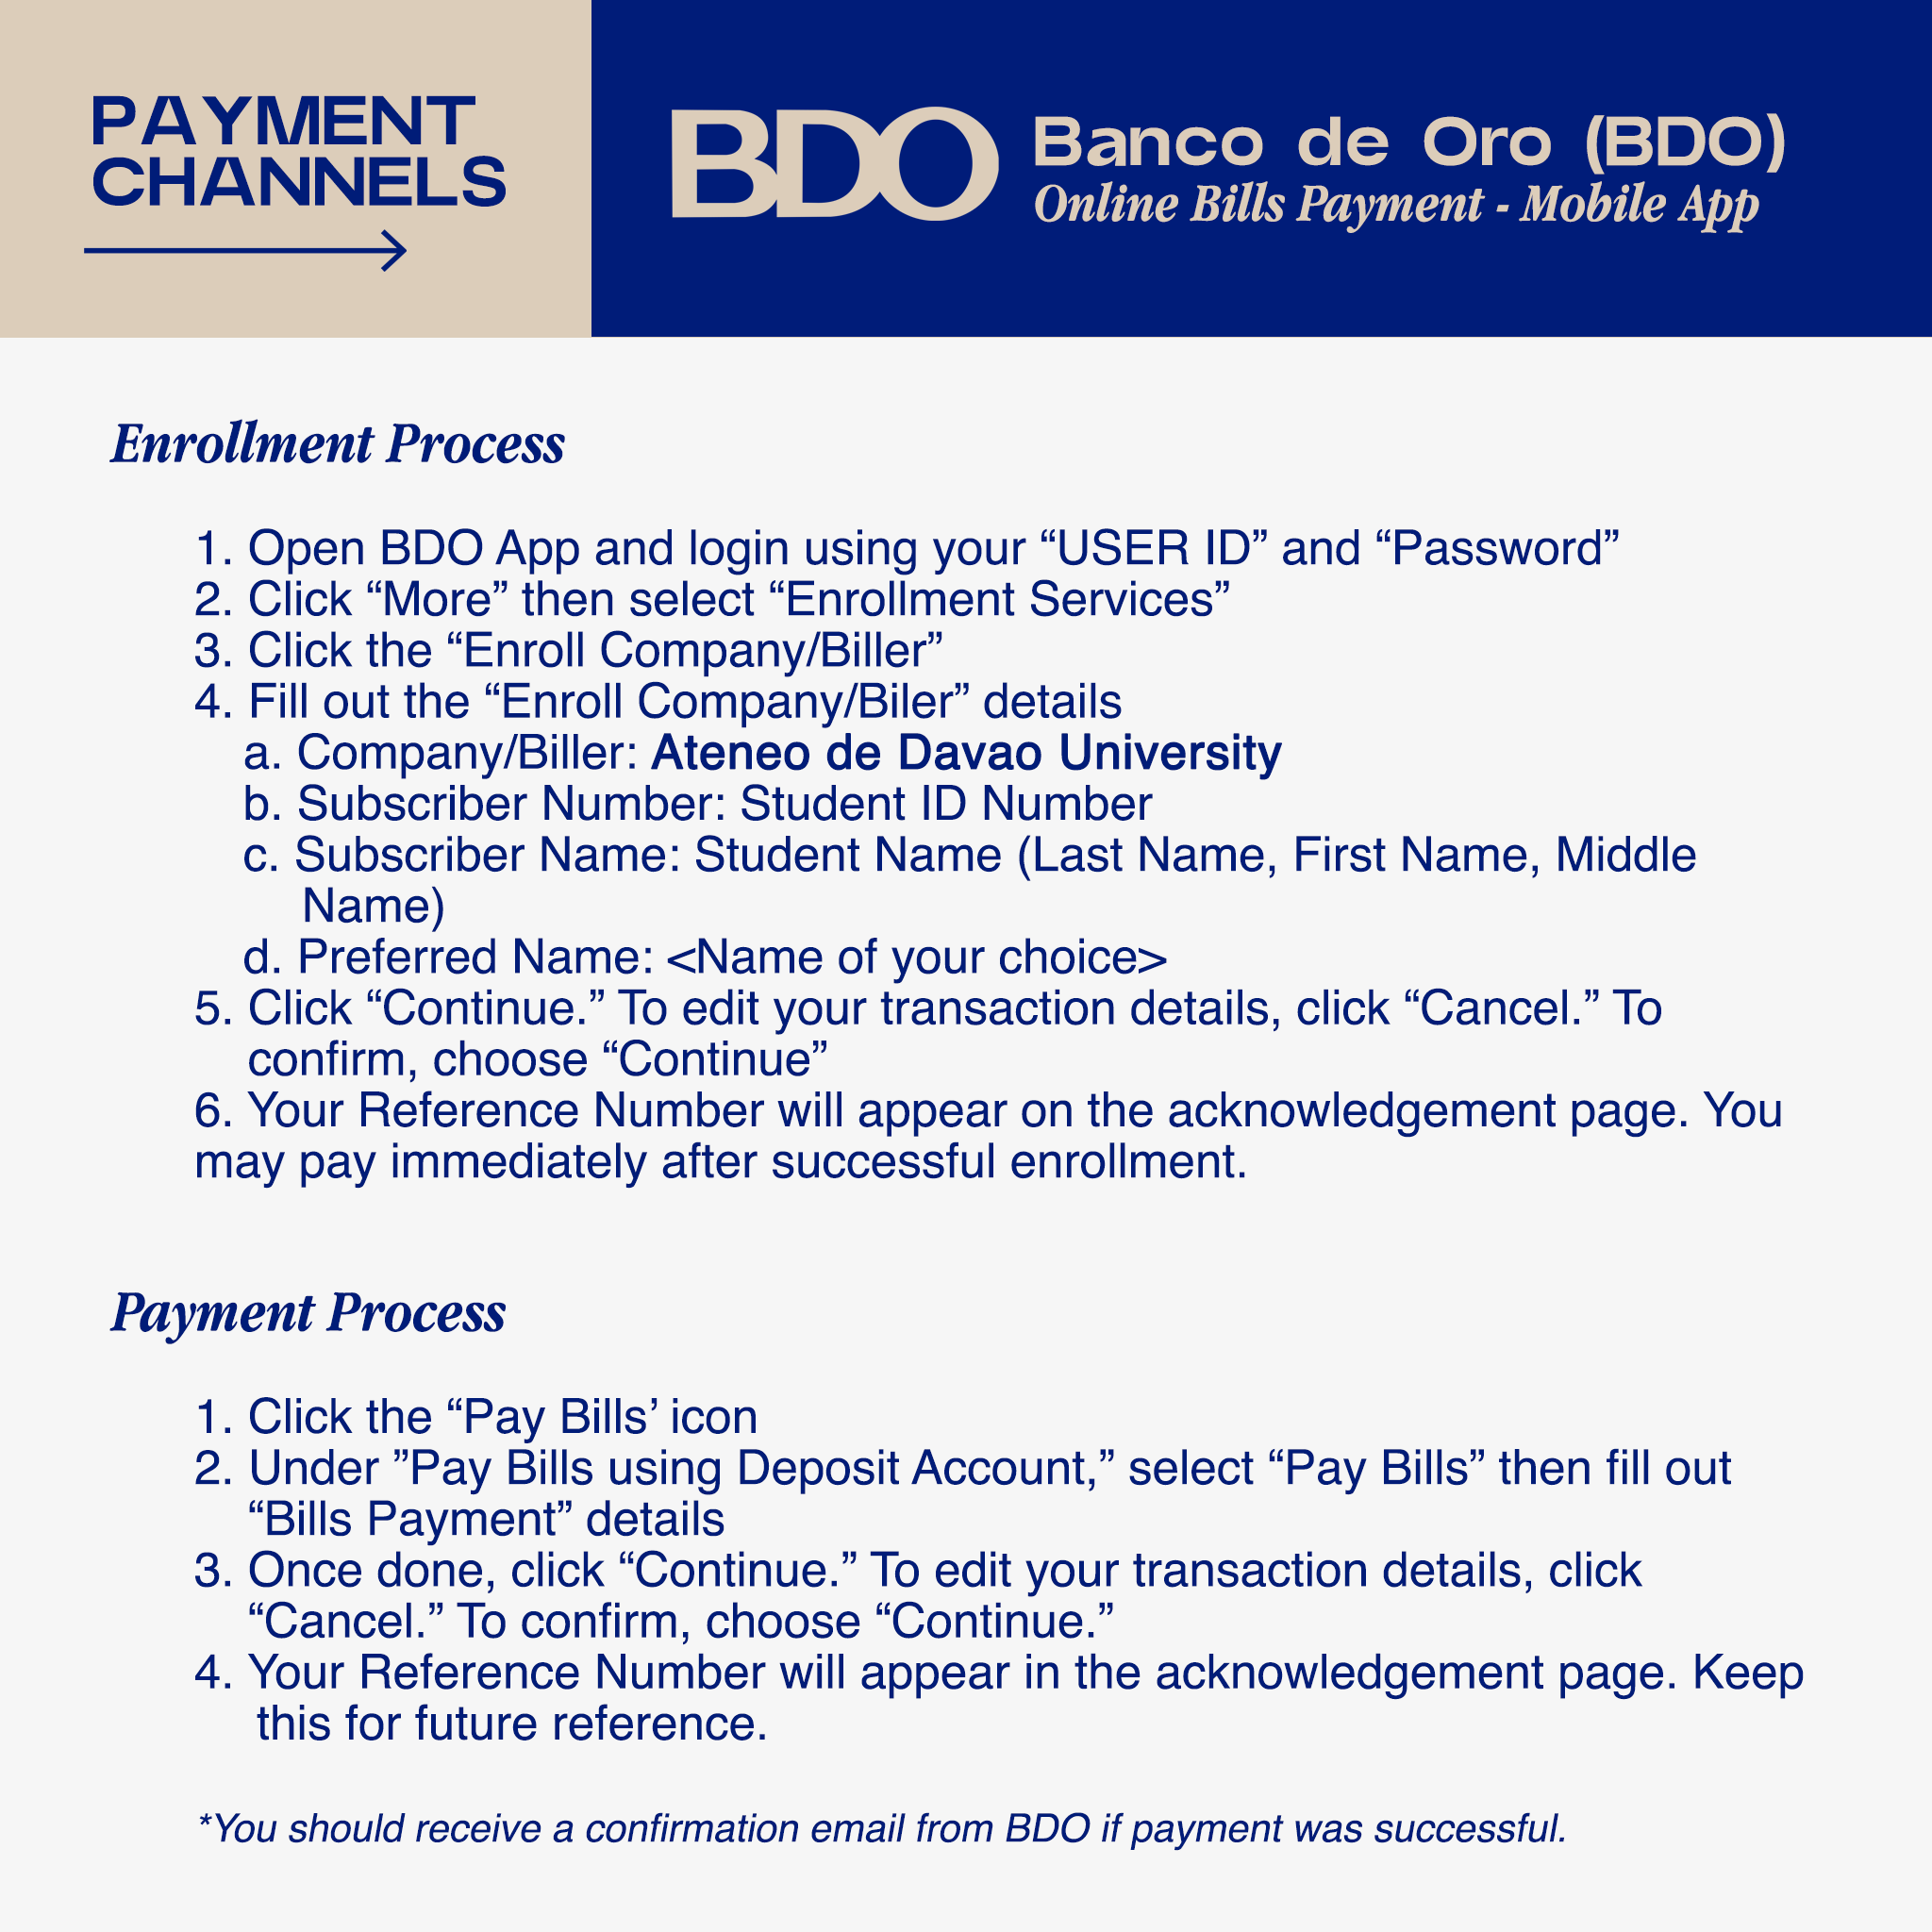 PAYMENT
CHANNELS
BDO
Banco de Oro (BDO)
Online Bills Payment - Mobile App
Enrollment Process
1. Open BDO App and login using your “USER ID” and “Password”
2. Click “More” then select “Enrollment Services”
3. Click the “Enroll Company/Biller”
4. Fill out the “Enroll Company/Biler” details
a. Company/Biller: Ateneo de Davao University
b. Subscriber Number: Student ID Number
c. Subscriber Name: Student Name (Last Name, First Name, Middle
Name)
d. Preferred Name: <Name of your choice>
5. Click “Continue.” To edit your transaction details, click “Cancel.” To
confirm, choose “Continue”
6. Your Reference Number will appear on the acknowledgement page. You
may pay immediately after successful enrollment.
Payment Process
1. Click the “Pay Bills’ icon
2. Under ”Pay Bills using Deposit Account,” select “Pay Bills” then fill out
“Bills Payment” details
3. Once done, click “Continue.” To edit your transaction details, click
“Cancel.” To confirm, choose “Continue.”
4. Your Reference Number will appear in the acknowledgement page. Keep
this for future reference.
*You should receive a confirmation email from BDO if payment was successful.